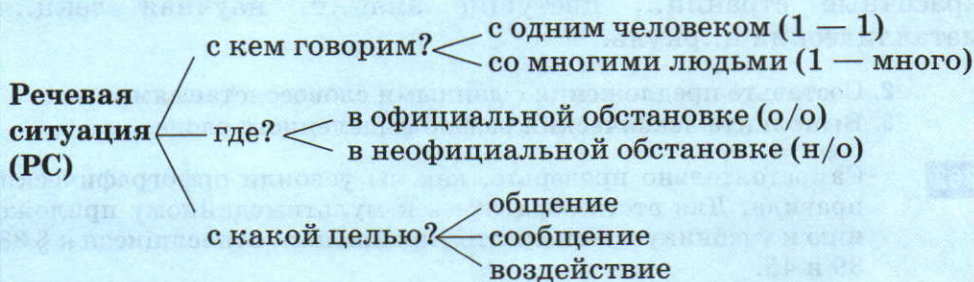 с кем говорим?
с одним человеком (1 — 1)
со многими людьми (1 — много)
Речевая
ситуация
(РС)
где?
в официальной обстановке (о/о)
в неофициальной обстановке (н/о)
с какой целью?
общение
сообщение
воздействие